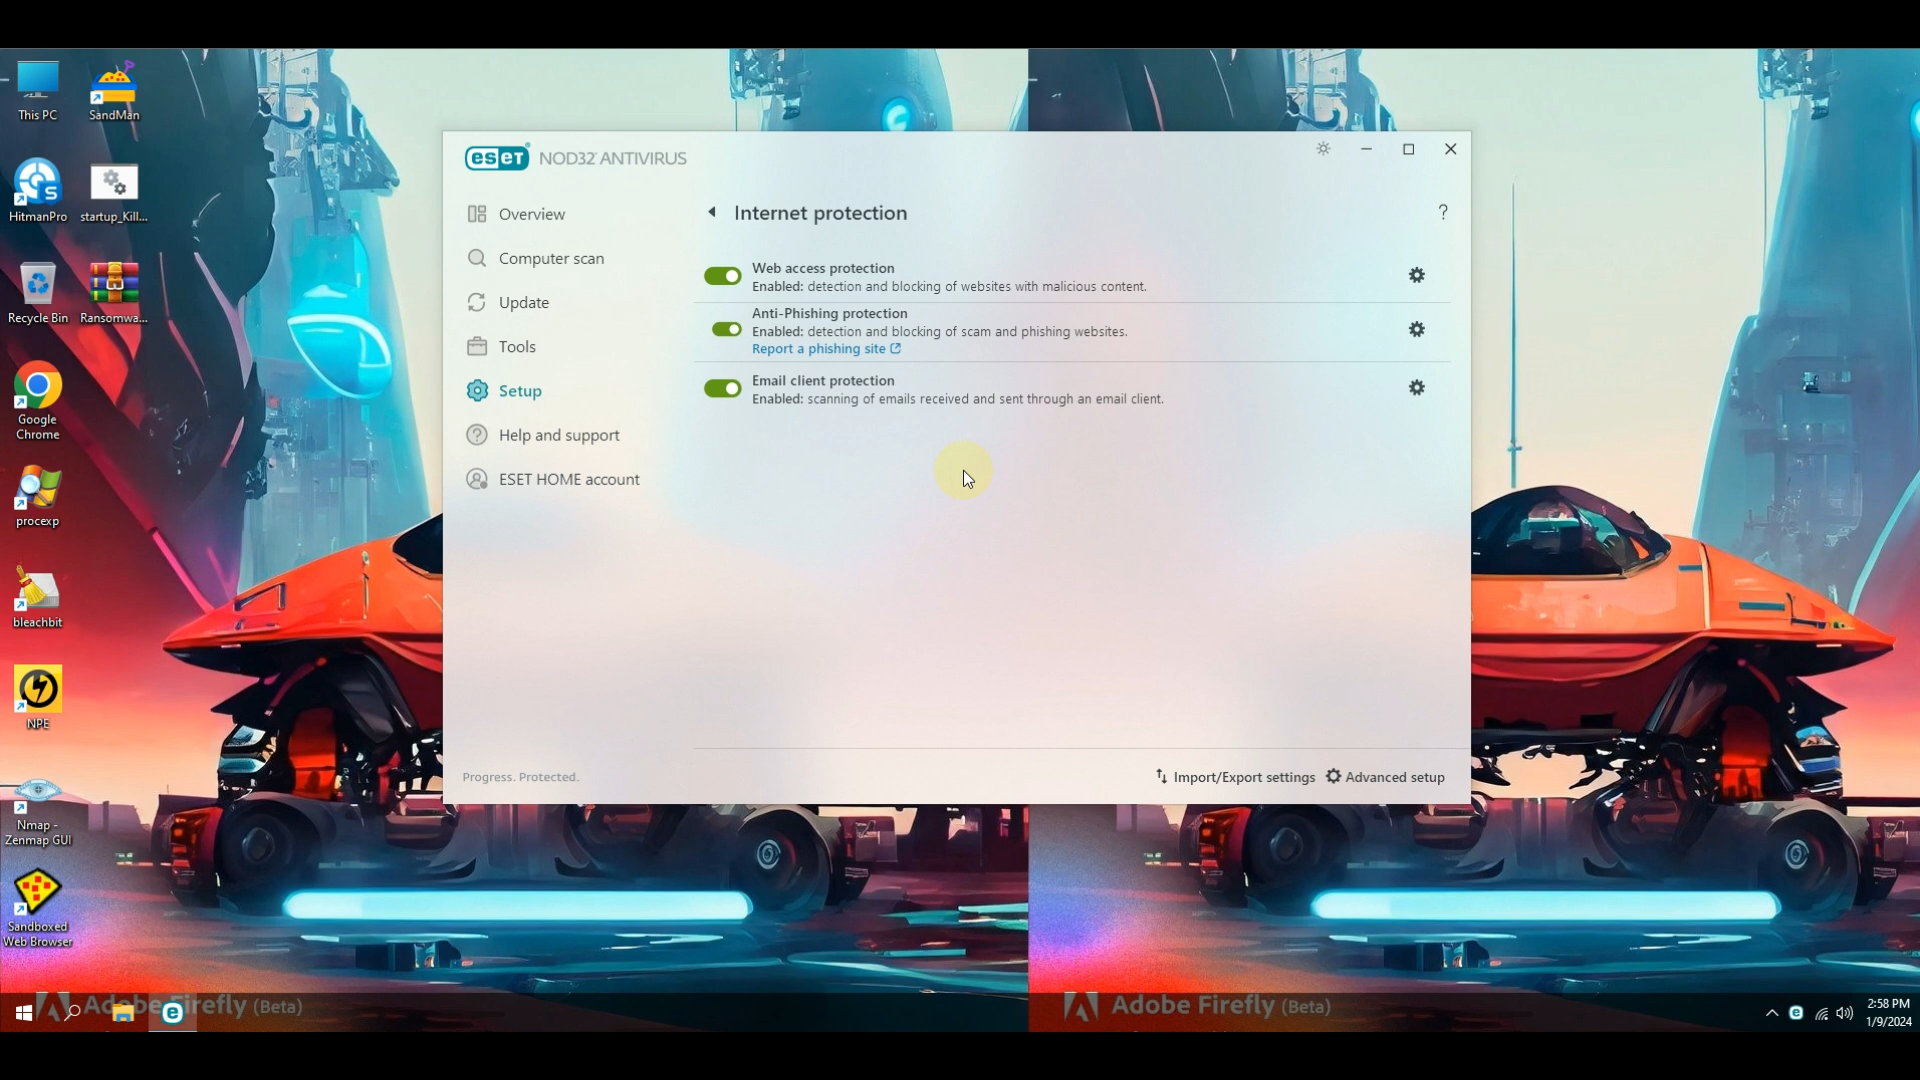 This PC
SandMan
HitmanPro
startup_Kill...
Recycle Bin
Ransomwa...
Google
Chrome
procexp
bleachbit
NPE
Nmap -
Zenmap GUI
Sandboxed
Web Browser
eset NOD32 ANTIVIRUS
Overview
Computer scan
Update
Tools
Setup
Help and support
ESET HOME account
Internet protection
?
Web access protection
Enabled: detection and blocking of websites with malicious content.
Anti-Phishing protection
Enabled: detection and blocking of scam and phishing websites.
Report a phishing site
Email client protection
Enabled: scanning of emails received and sent through an email client.
Progress. Protected.
Import/Export settings
Advanced setup
Adobe Firefly (Beta)
Adobe Firefly (Beta)
2:58 PM
1/9/2024